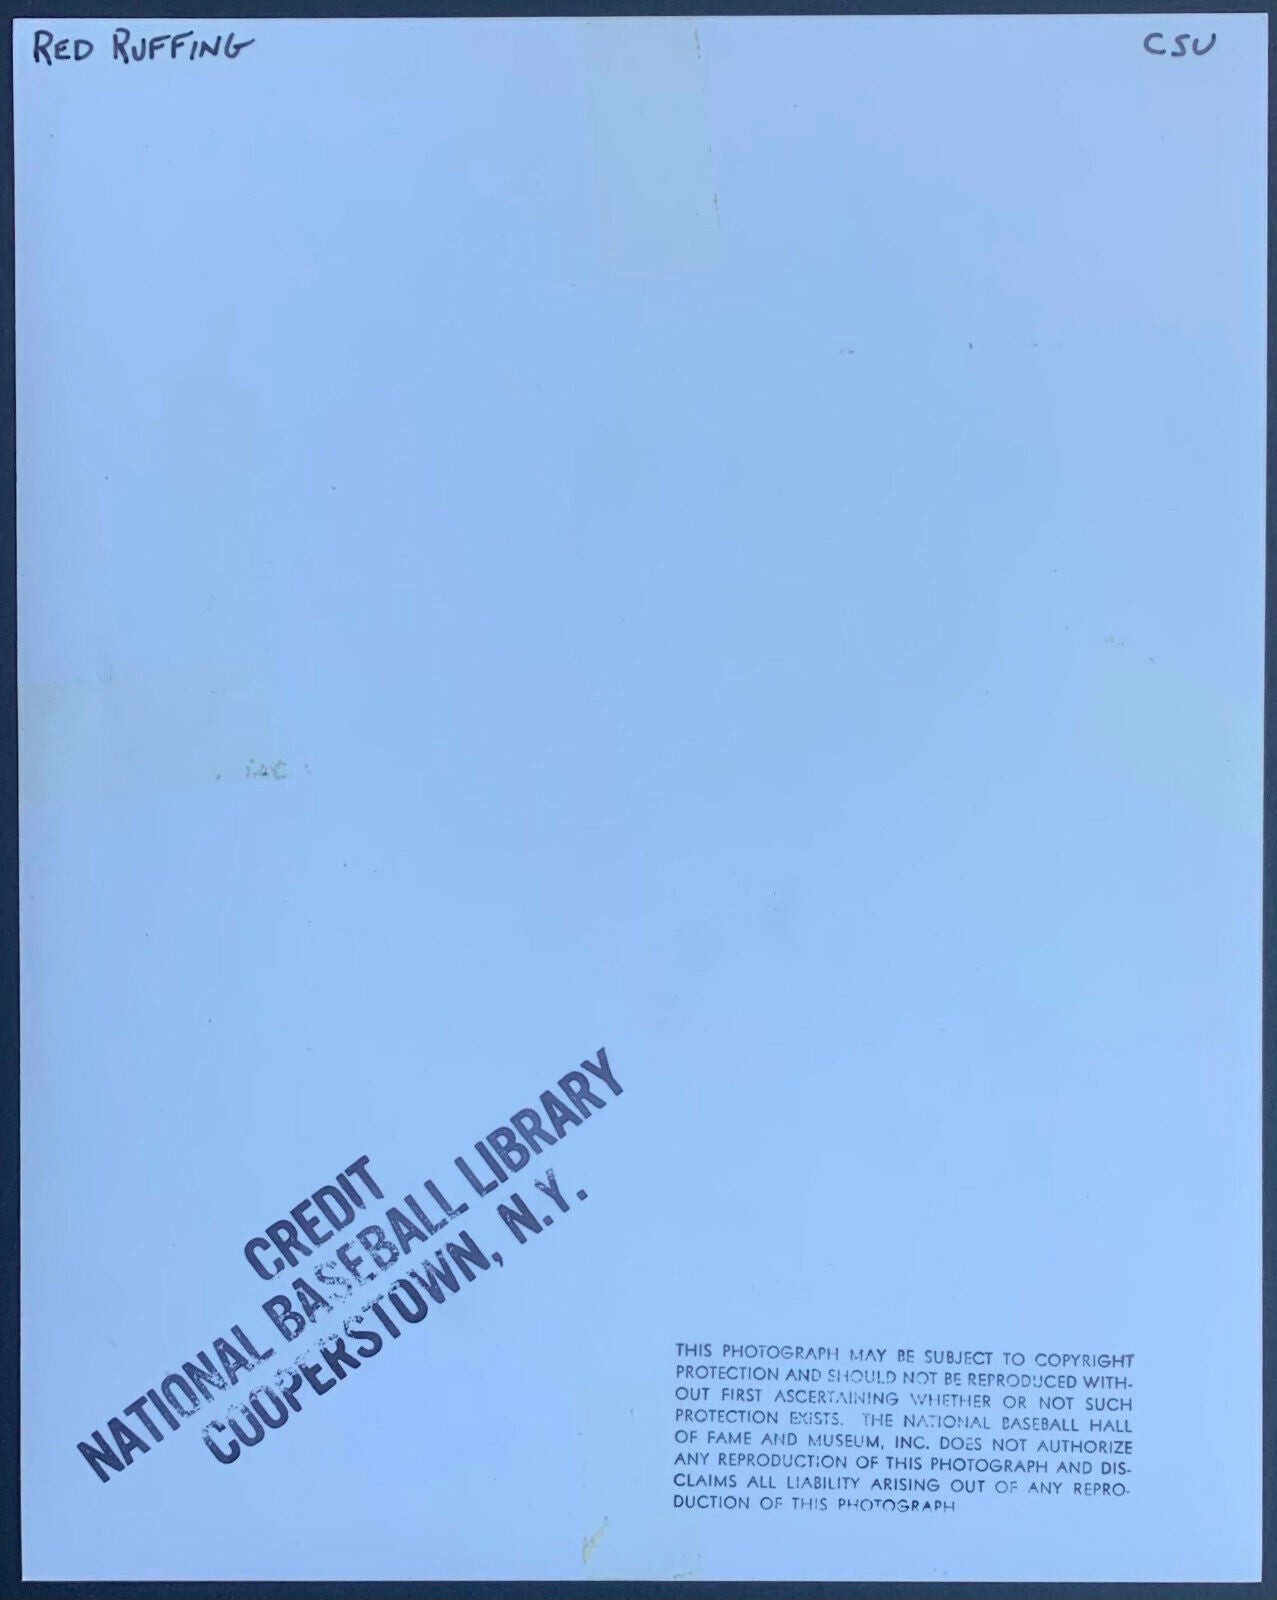 RED RUFFING
CSU
CREDIT
NATIONAL BASEBALL LIBRARY
COOPERSTOWN, N.Y.
THIS PHOTOGRAPH MAY BE SUBJECT TO COPYRIGHT
PROTECTION AND SHOULD NOT BE REPRODUCED WITH-
OUT FIRST ASCERTAINING WHETHER OR NOT SUCH
PROTECTION EXISTS. THE NATIONAL BASEBALL HALL
OF FAME AND MUSEUM, INC. DOES NOT AUTHORIZE
ANY REPRODUCTION OF THIS PHOTOGRAPH AND DIS-
CLAIMS ALL LIABILITY ARISING OUT OF ANY REPRO-
DUCTION OF THIS PHOTOGRAPH